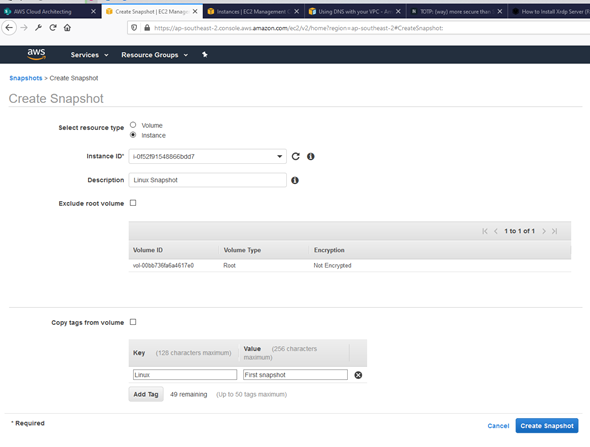 AWS Cloud Architecting
Create Snapshot | EC2 Manag
Instances | EC2 Management C
Using DNS with your VPC - Am
TOTP: (way) more secure than
How to Install Xrdp Server (R
https://ap-southeast-2.console.aws.amazon.com/ec2/v2/home?region=ap-southeast-2#CreateSnapshot:
aws Services Resource Groups
Snapshots > Create Snapshot
Create Snapshot
Select resource type Volume
Instance
Instance ID* i-0f52f91548866bdd7
Description Linux Snapshot
Exclude root volume
1 to 1 of 1
Volume ID Volume Type Encryption
vol-00bb736fa6a4617e0 Root Not Encrypted
Copy tags from volume
Key (128 characters maximum) Value (256 characters maximum)
Linux First snapshot
Add Tag 49 remaining (Up to 50 tags maximum)
* Required Cancel Create Snapshot